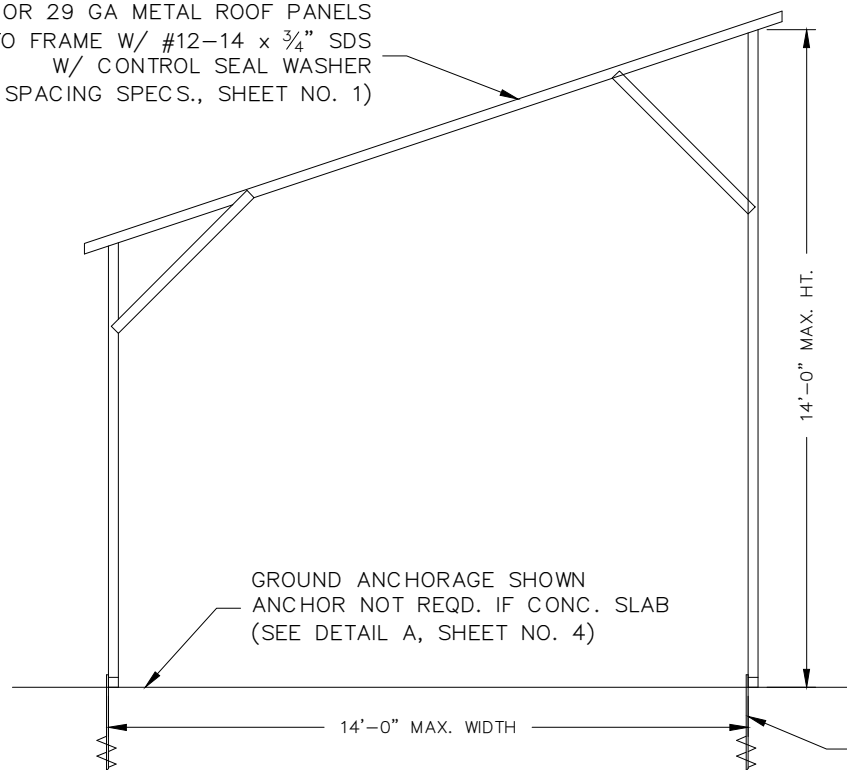 OR 29 GA METAL ROOF PANELS
TO FRAME W/ #12-14 x ¾" SDS
W/ CONTROL SEAL WASHER
SPACING SPECS., SHEET NO. 1)
14'-0" MAX. HT.
GROUND ANCHORAGE SHOWN
ANCHOR NOT REQD. IF CONC. SLAB
(SEE DETAIL A, SHEET NO. 4)
14'-0" MAX. WIDTH